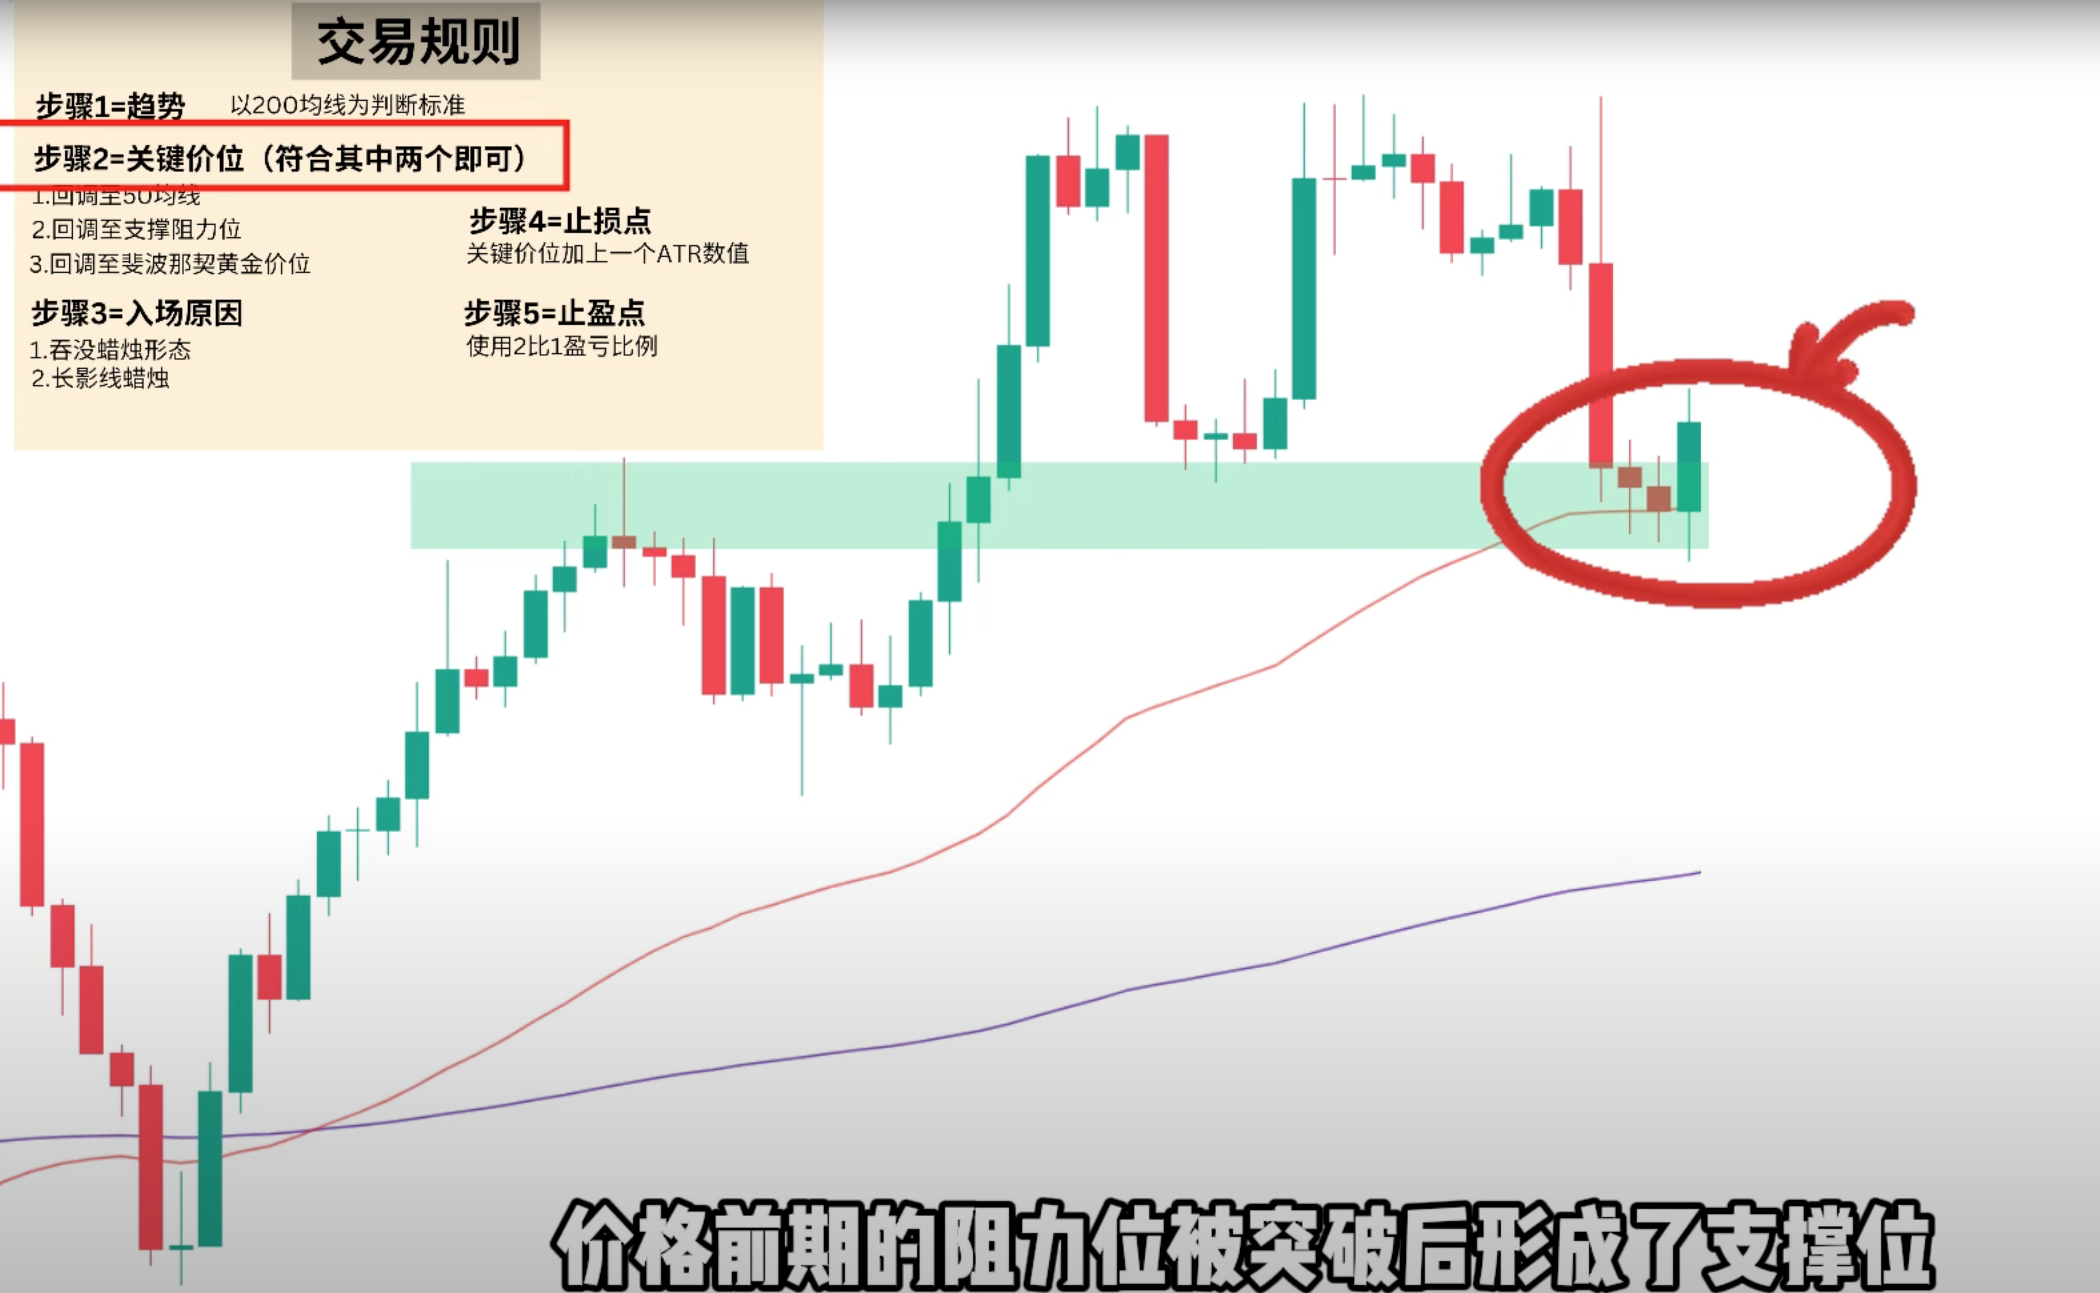 交易规则
步骤1=趋势 以200均线为判断标准
步骤2=关键价位（符合其中两个即可）
1.回调至50均线
2.回调至支撑阻力位
3.回调至斐波那契黄金价位
步骤3=入场原因
1.吞没蜡烛形态
2.长影线蜡烛
步骤4=止损点
关键价位加上一个ATR数值
步骤5=止盈点
使用2比1盈亏比例
价格前期的阻力位被突破后形成了支撑位